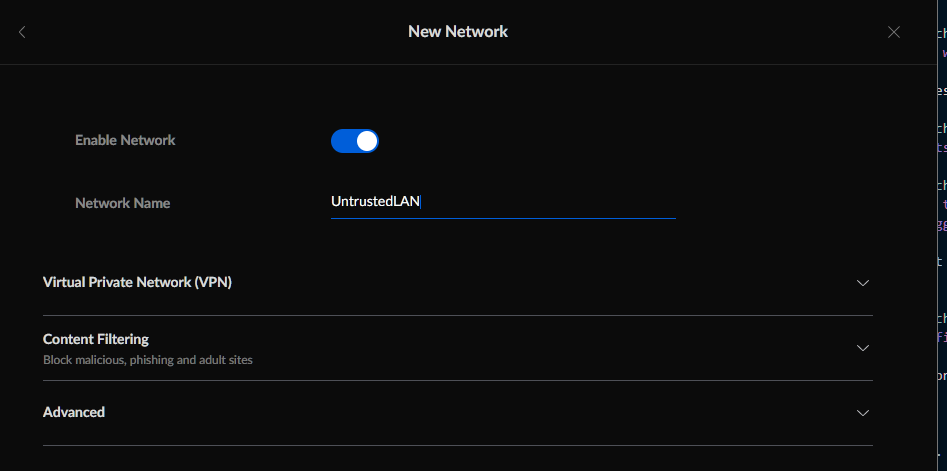 New Network
Enable Network
Network Name
UntrustedLAN
Virtual Private Network (VPN)
Content Filtering
Block malicious, phishing and adult sites
Advanced